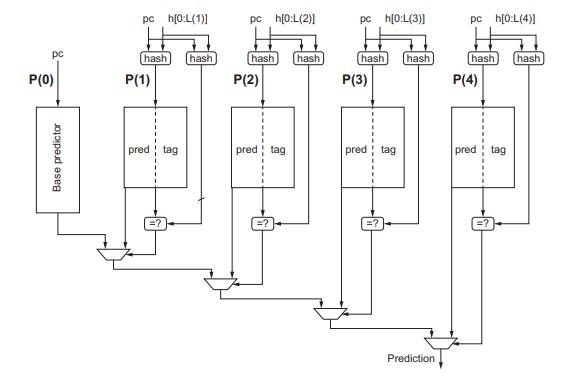 pc h[0:L(1)] pc h[0:L(2)] pc h[0:L(3)] pc h[0:L(4)]
pc
hash hash hash hash hash hash hash hash
P(0) P(1) P(2) P(3) P(4)
Base predictor
pred tag pred tag pred tag pred tag
=? =? =? =?
Prediction